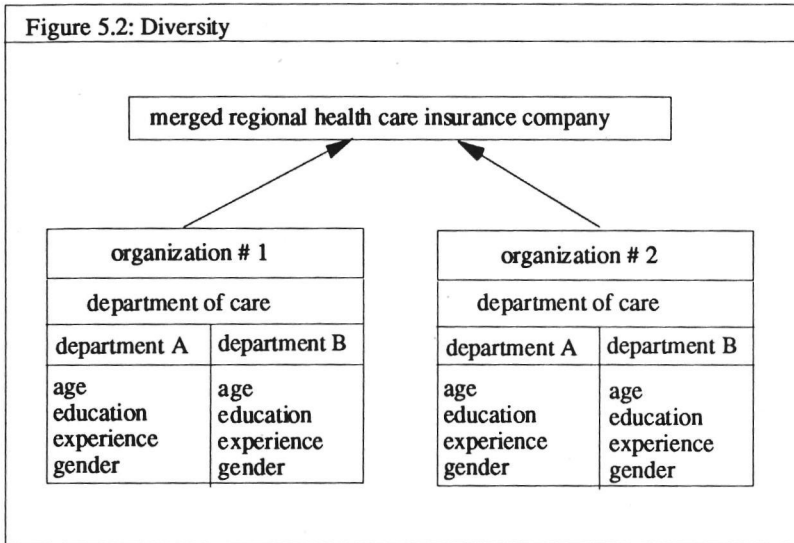 Figure 5.2: Diversity
merged regional health care insurance company
organization # 1
department of care
department A department B
age age
education education
experience experience
gender gender
organization # 2
department of care
department A department B
age age
education education
experience experience
gender gender